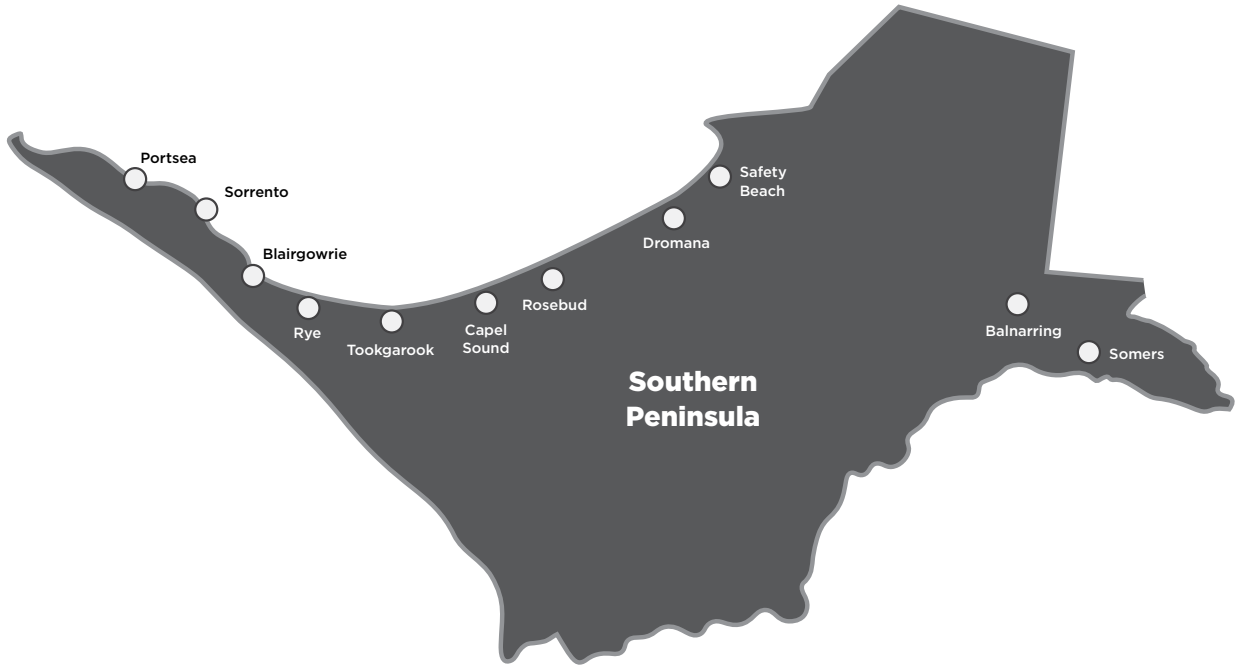 Portsea
Sorrento
Safety
Beach
Dromana
Blairgowrie
Rosebud
Rye
Capel
Sound
Tookgarook
Balnarring
Somers
Southern
Peninsula